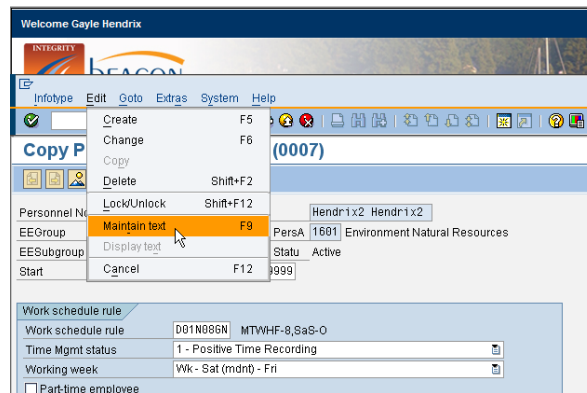 Welcome Gayle Hendrix
INTEGRITY
BEACON
Infotype Edit Goto Extras System Help
Create F5
Change F6
Copy
Delete Shift+F2
Lock/Unlock Shift+F12
Maintain text F9
Display text
Cancel F12
Copy P (0007)
Personnel N Hendrix2 Hendrix2
EEGroup PersA 1601 Environment Natural Resources
EESubgroup Statu Active
Start 9999
Work schedule rule
Work schedule rule D01N086N MTWHF-8,SaS-O
Time Mgmt status 1 - Positive Time Recording
Working week Wk - Sat (mdnt) - Fri
Part-time employee